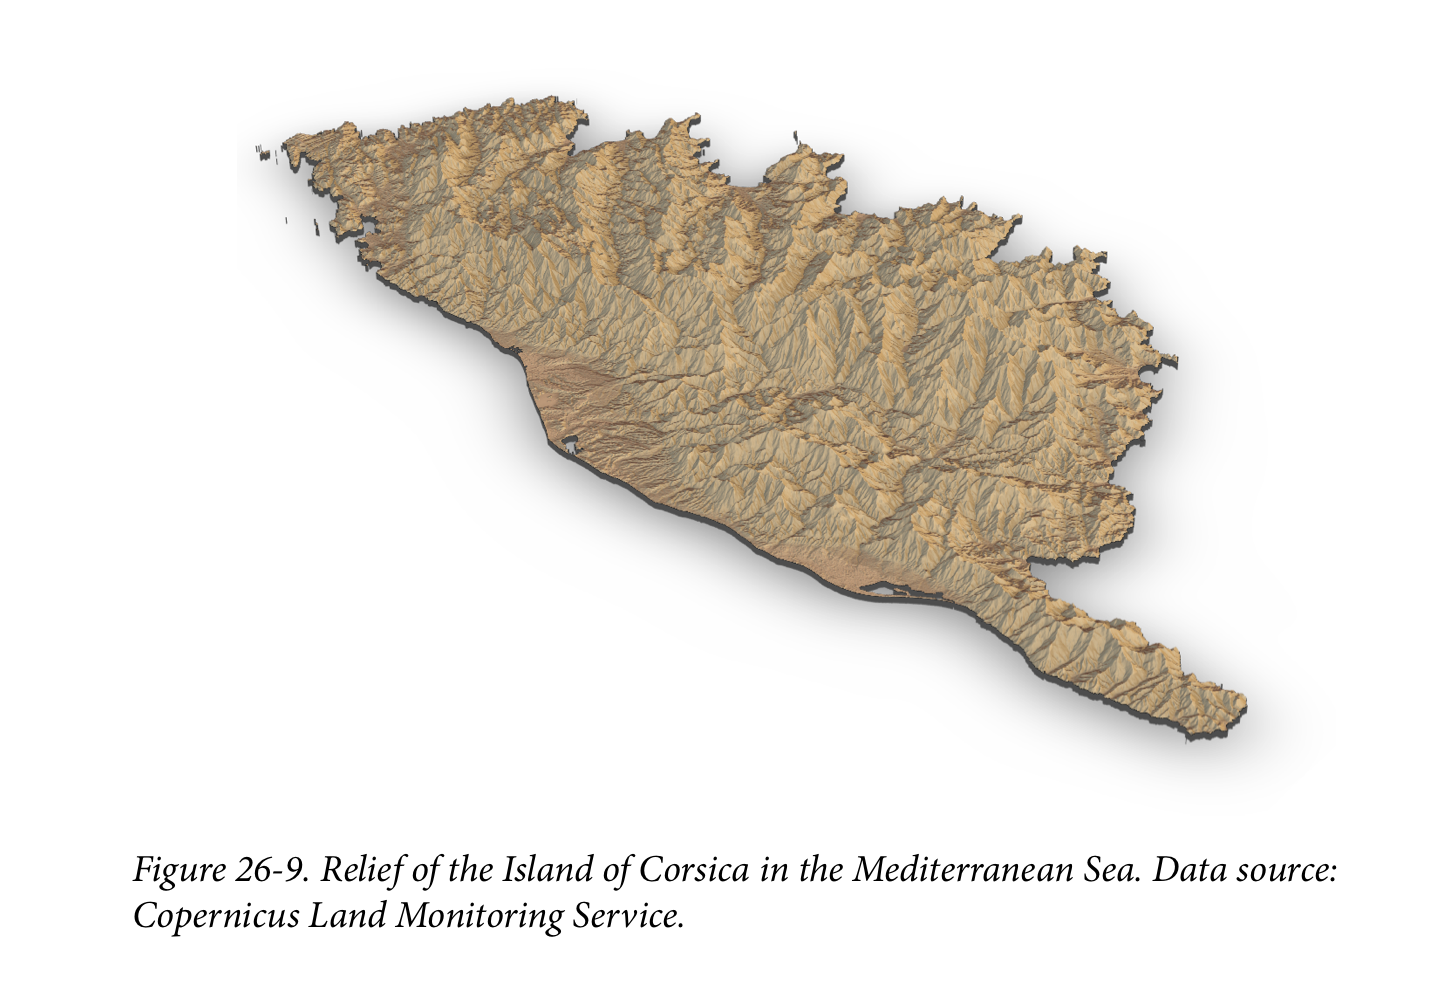 Figure 26-9. Relief of the Island of Corsica in the Mediterranean Sea. Data source:
Copernicus Land Monitoring Service.